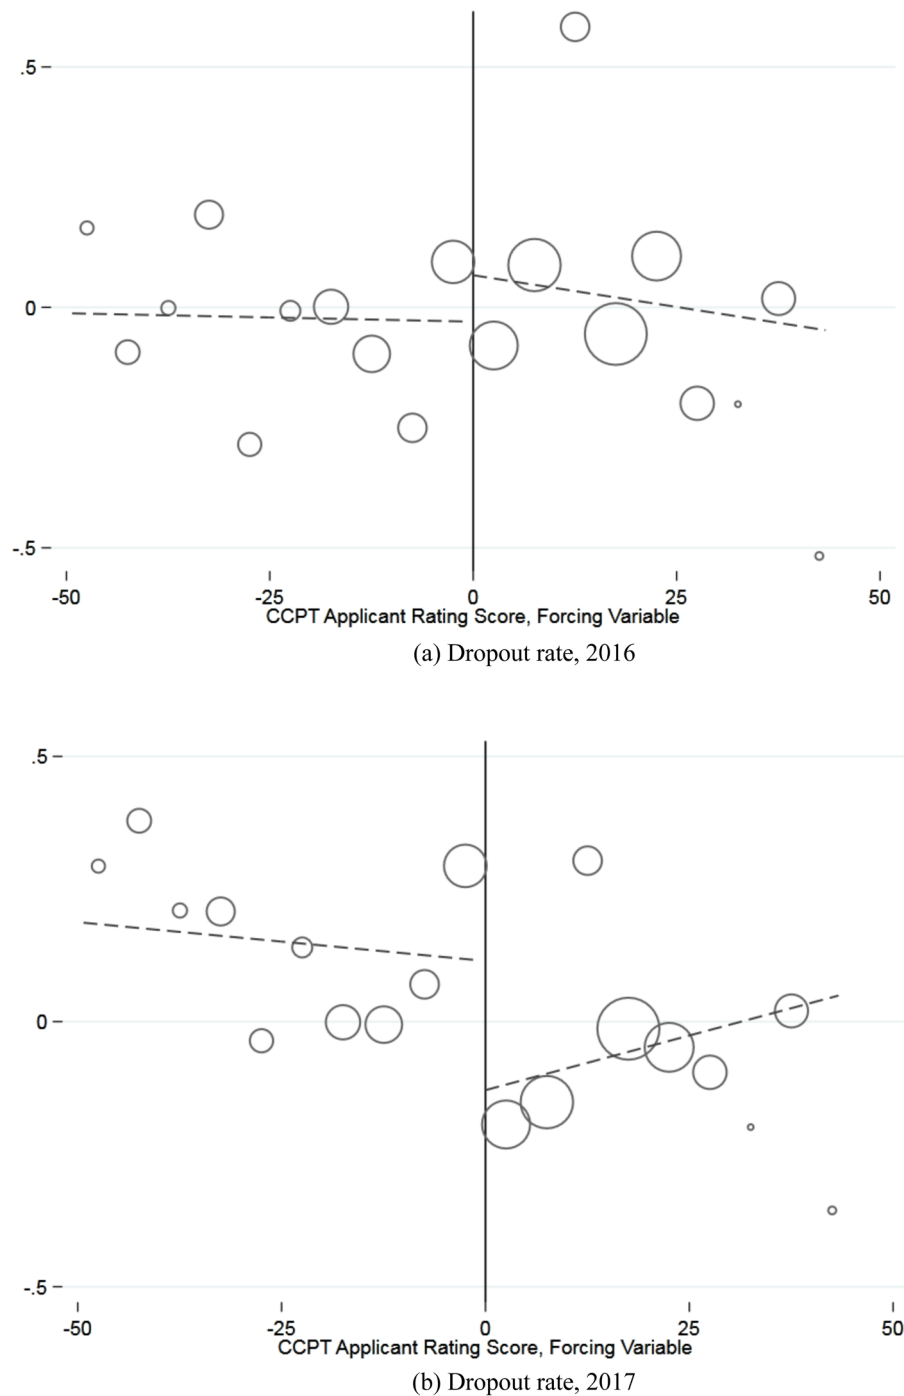 .5
0
-.5
-50 -25 0 25 50
CCPT Applicant Rating Score, Forcing Variable
(a) Dropout rate, 2016
.5
0
-.5
-50 -25 0 25 50
CCPT Applicant Rating Score, Forcing Variable
(b) Dropout rate, 2017